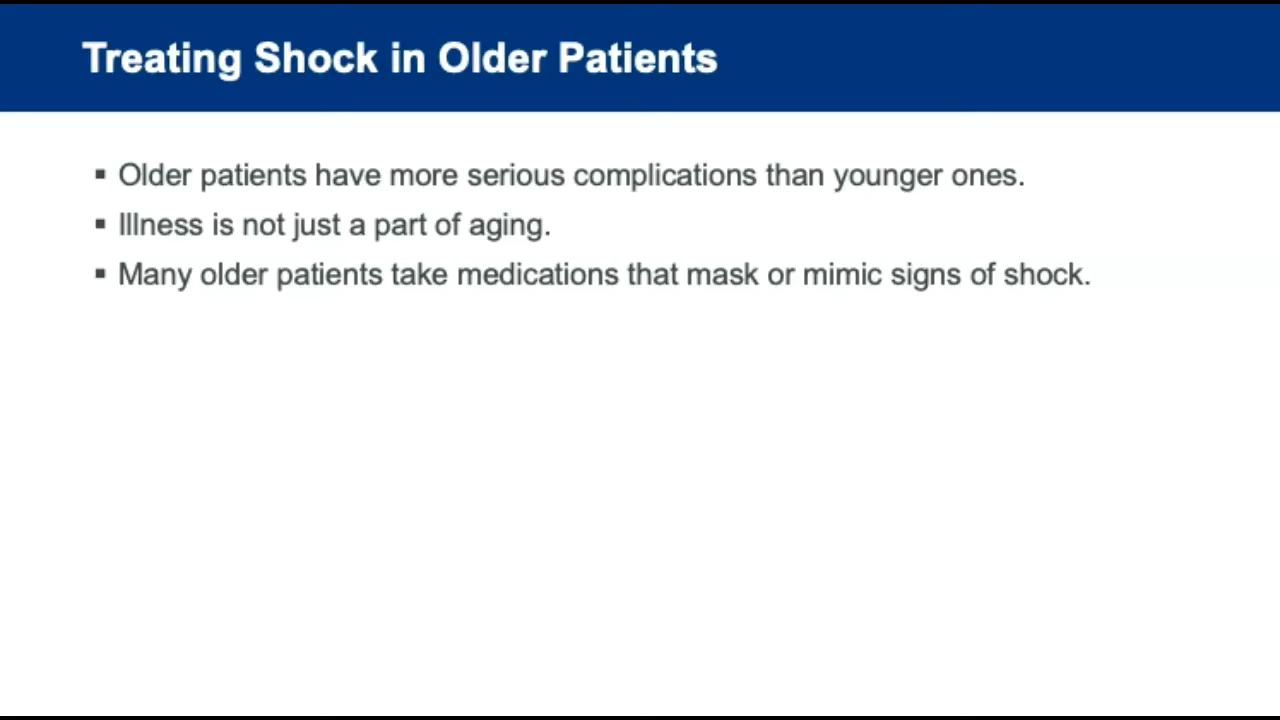 Treating Shock in Older Patients
▪ Older patients have more serious complications than younger ones.
▪ Illness is not just a part of aging.
▪ Many older patients take medications that mask or mimic signs of shock.